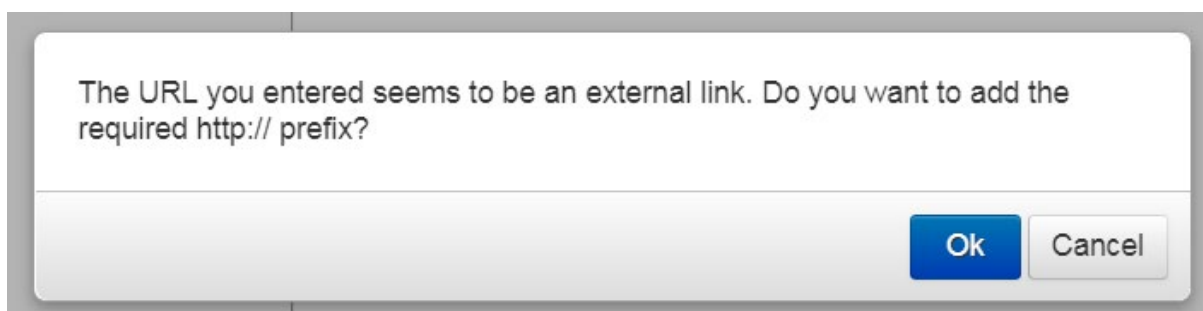 The URL you entered seems to be an external link. Do you want to add the
required http:// prefix?
Ok
Cancel